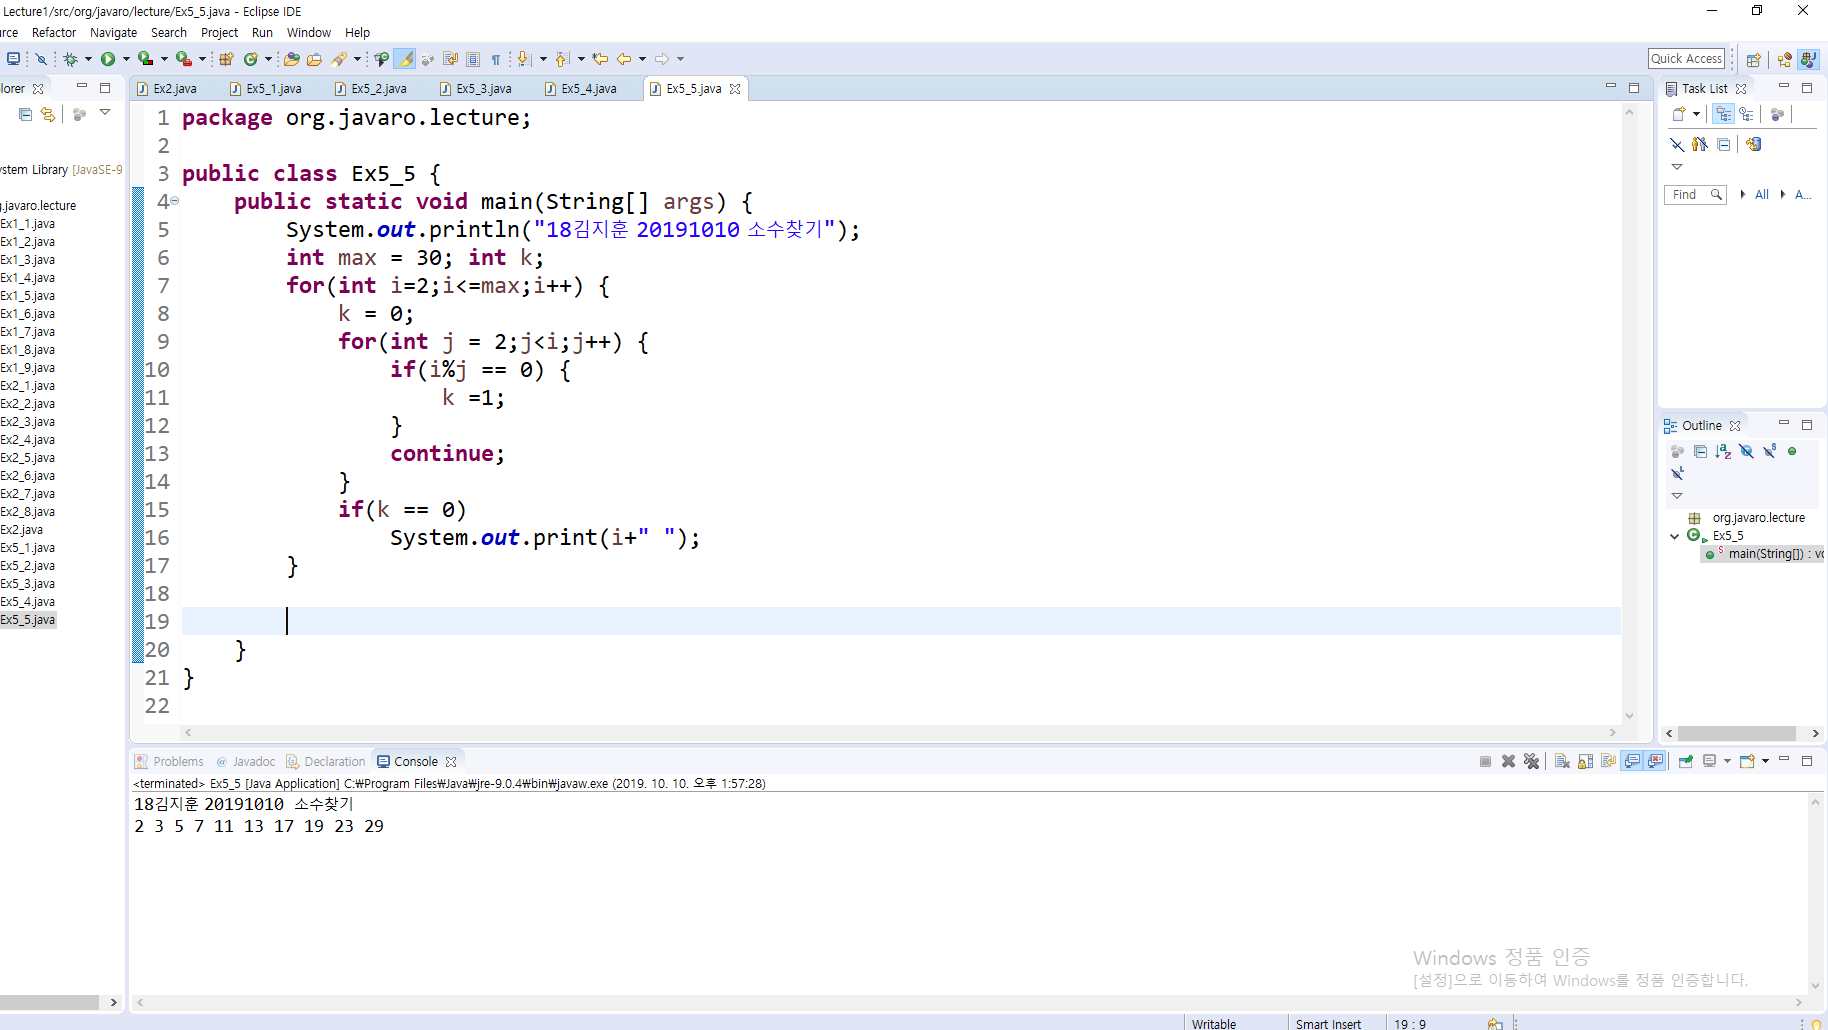 Lecture1/src/org/javaro/lecture/Ex5_5.java - Eclipse IDE
rce Refactor Navigate Search Project Run Window Help
Quick Access
lorer
Ex2.java Ex5_1.java Ex5_2.java Ex5_3.java Ex5_4.java Ex5_5.java
Task List
ystem Library [JavaSE-9
g.javaro.lecture
Ex1_1.java
Ex1_2.java
Ex1_3.java
Ex1_4.java
Ex1_5.java
Ex1_6.java
Ex1_7.java
Ex1_8.java
Ex1_9.java
Ex2_1.java
Ex2_2.java
Ex2_3.java
Ex2_4.java
Ex2_5.java
Ex2_6.java
Ex2_7.java
Ex2_8.java
Ex2.java
Ex5_1.java
Ex5_2.java
Ex5_3.java
Ex5_4.java
Ex5_5.java
1 package org.javaro.lecture;
2
3 public class Ex5_5 {
4 public static void main(String[] args) {
5 System.out.println("18김지훈 20191010 소수찾기");
6 int max = 30; int k;
7 for(int i=2;i<=max;i++) {
8 k = 0;
9 for(int j = 2;j<i;j++) {
10 if(i%j == 0) {
11 k =1;
12 }
13 continue;
14 }
15 if(k == 0)
16 System.out.print(i+" ");
17 }
18
19
20 }
21 }
22
Find All A...
Outline
org.javaro.lecture
Ex5_5
main(String[]) : vo
Problems @ Javadoc Declaration Console
<terminated> Ex5_5 [Java Application] C:₩Program Files₩Java₩jre-9.0.4₩bin₩javaw.exe (2019. 10. 10. 오후 1:57:28)
18김지훈 20191010 소수찾기
2 3 5 7 11 13 17 19 23 29
Windows 정품 인증
[설정]으로 이동하여 Windows를 정품 인증합니다.
Writable Smart Insert 19 : 9